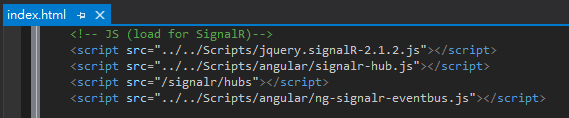 index.html
<!-- JS (load for SignalR)-->
<script src="../../Scripts/jquery.signalR-2.1.2.js"></script>
<script src="../../Scripts/angular/signalr-hub.js"></script>
<script src="/signalr/hubs"></script>
<script src="../../Scripts/angular/ng-signalr-eventbus.js"></script>